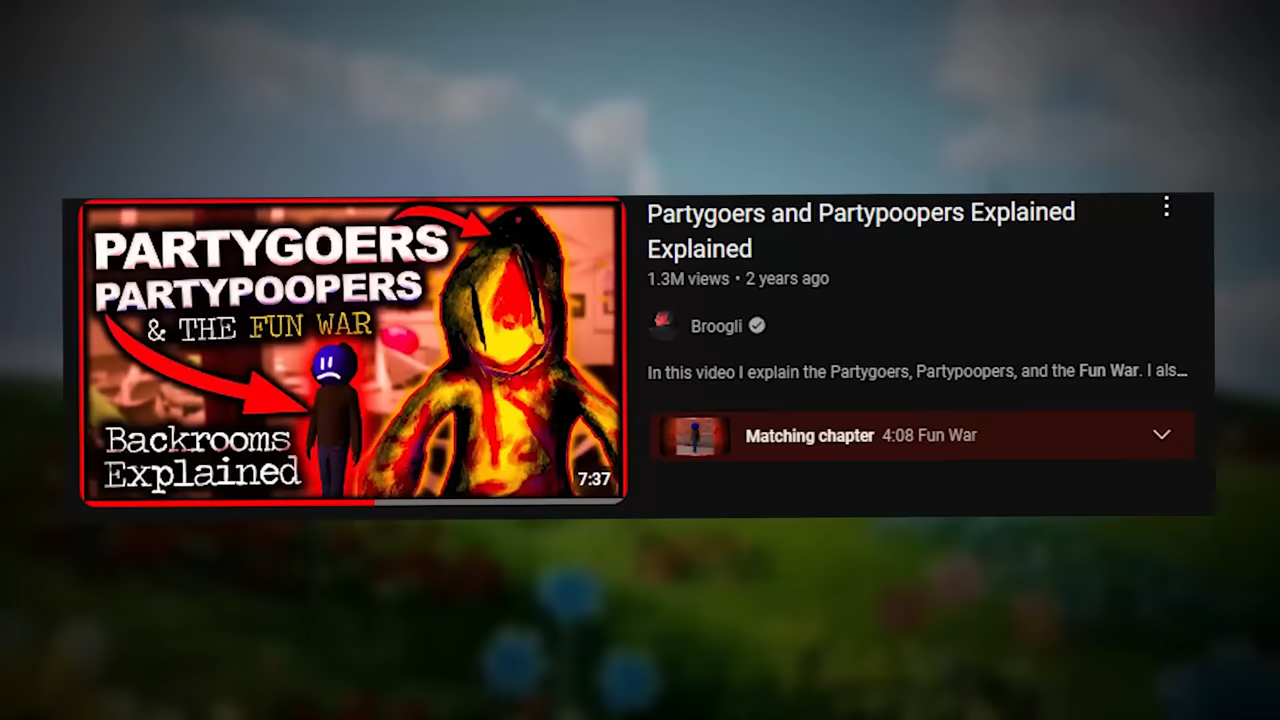 PARTYGOERS
PARTYPOOPERS
& THE FUN WAR
Backrooms
Explained
7:37
Partygoers and Partypoopers Explained
Explained
1.3M views • 2 years ago
Broogli
In this video I explain the Partygoers, Partypoopers, and the Fun War. I als...
Matching chapter 4:08 Fun War